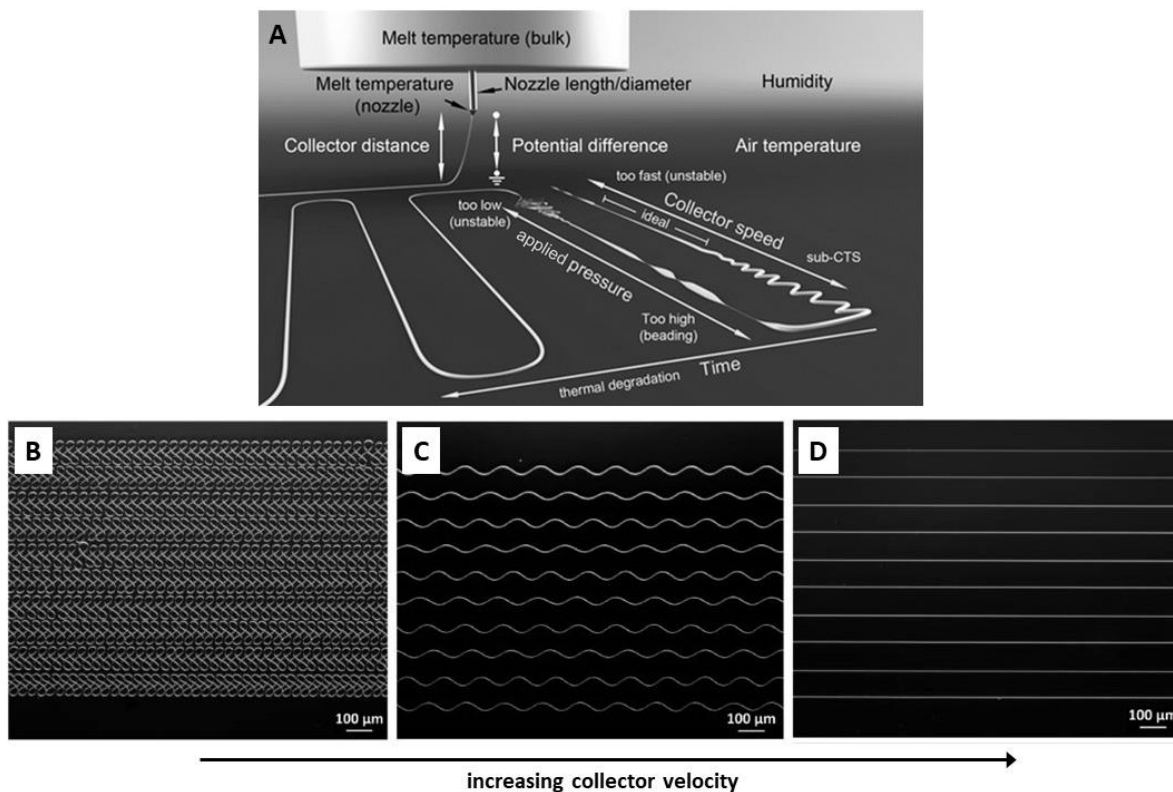 A
Melt temperature (bulk)
Melt temperature
(nozzle)
Nozzle length/diameter
Humidity
Collector distance
Potential difference
Air temperature
too fast (unstable)
Collector speed
ideal
sub-CTS
too low
(unstable)
applied pressure
Too high
(beading)
thermal degradation
Time
B
100 µm
C
100 µm
D
100 µm
increasing collector velocity